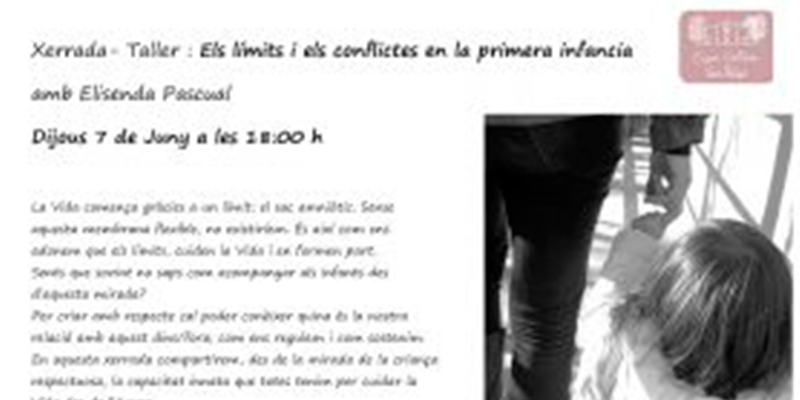 Xerrada- Taller : Els límits i els conflictes en la primera infancia
amb Elisenda Pascual
Dijous 7 de Juny a les 18:00 h
La Vida comença gràcies a un límit: el sac amniòtic. Sense
aquesta membrana flexible, no existiríem. És així com ens
adonem que els límits, cuiden la Vida i en formen part.
Sents que sovint no saps com acompanyar als infants des
d'aquesta mirada?
Per criar amb respecte cal poder conèixer quina és la nostra
relació amb aquest dins/fora, com ens regulem i com sostenim
En aquesta xerrada compartirem, des de la mirada de la criança
respectuosa, la capacitat innata que totes tenim per cuidar la